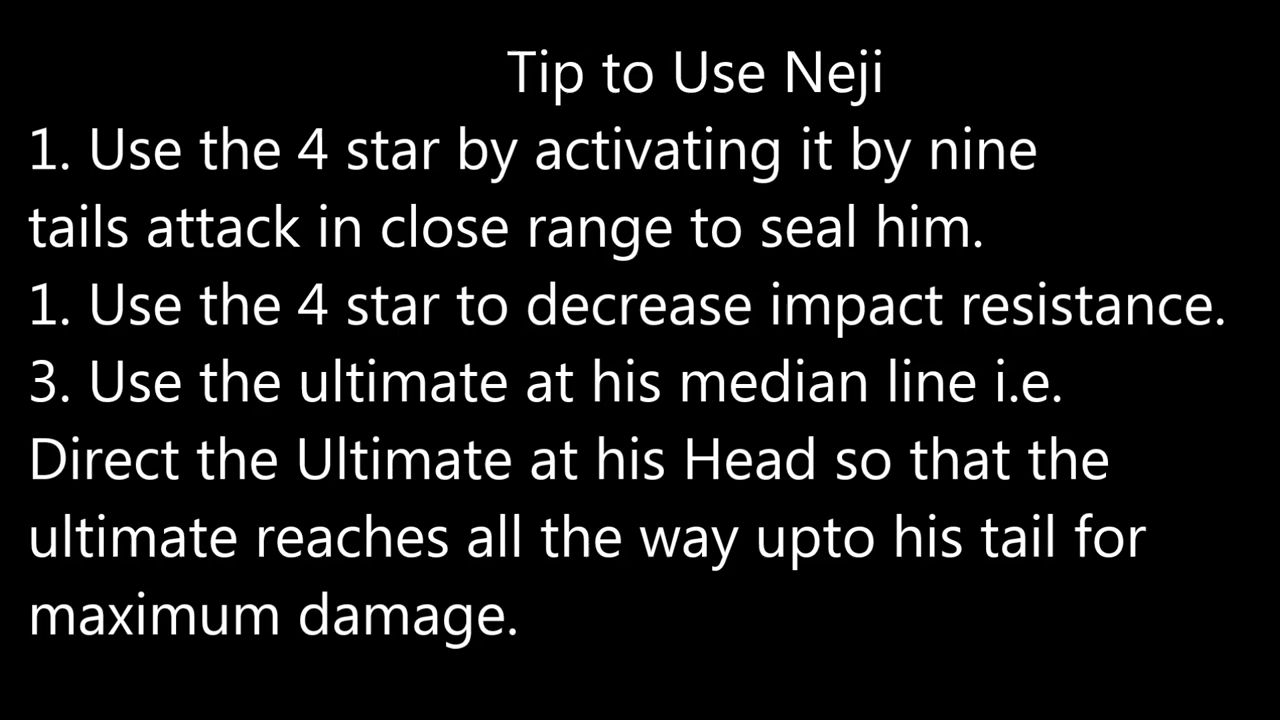 Tip to Use Neji
1. Use the 4 star by activating it by nine
tails attack in close range to seal him.
1. Use the 4 star to decrease impact resistance.
3. Use the ultimate at his median line i.e.
Direct the Ultimate at his Head so that the
ultimate reaches all the way upto his tail for
maximum damage.